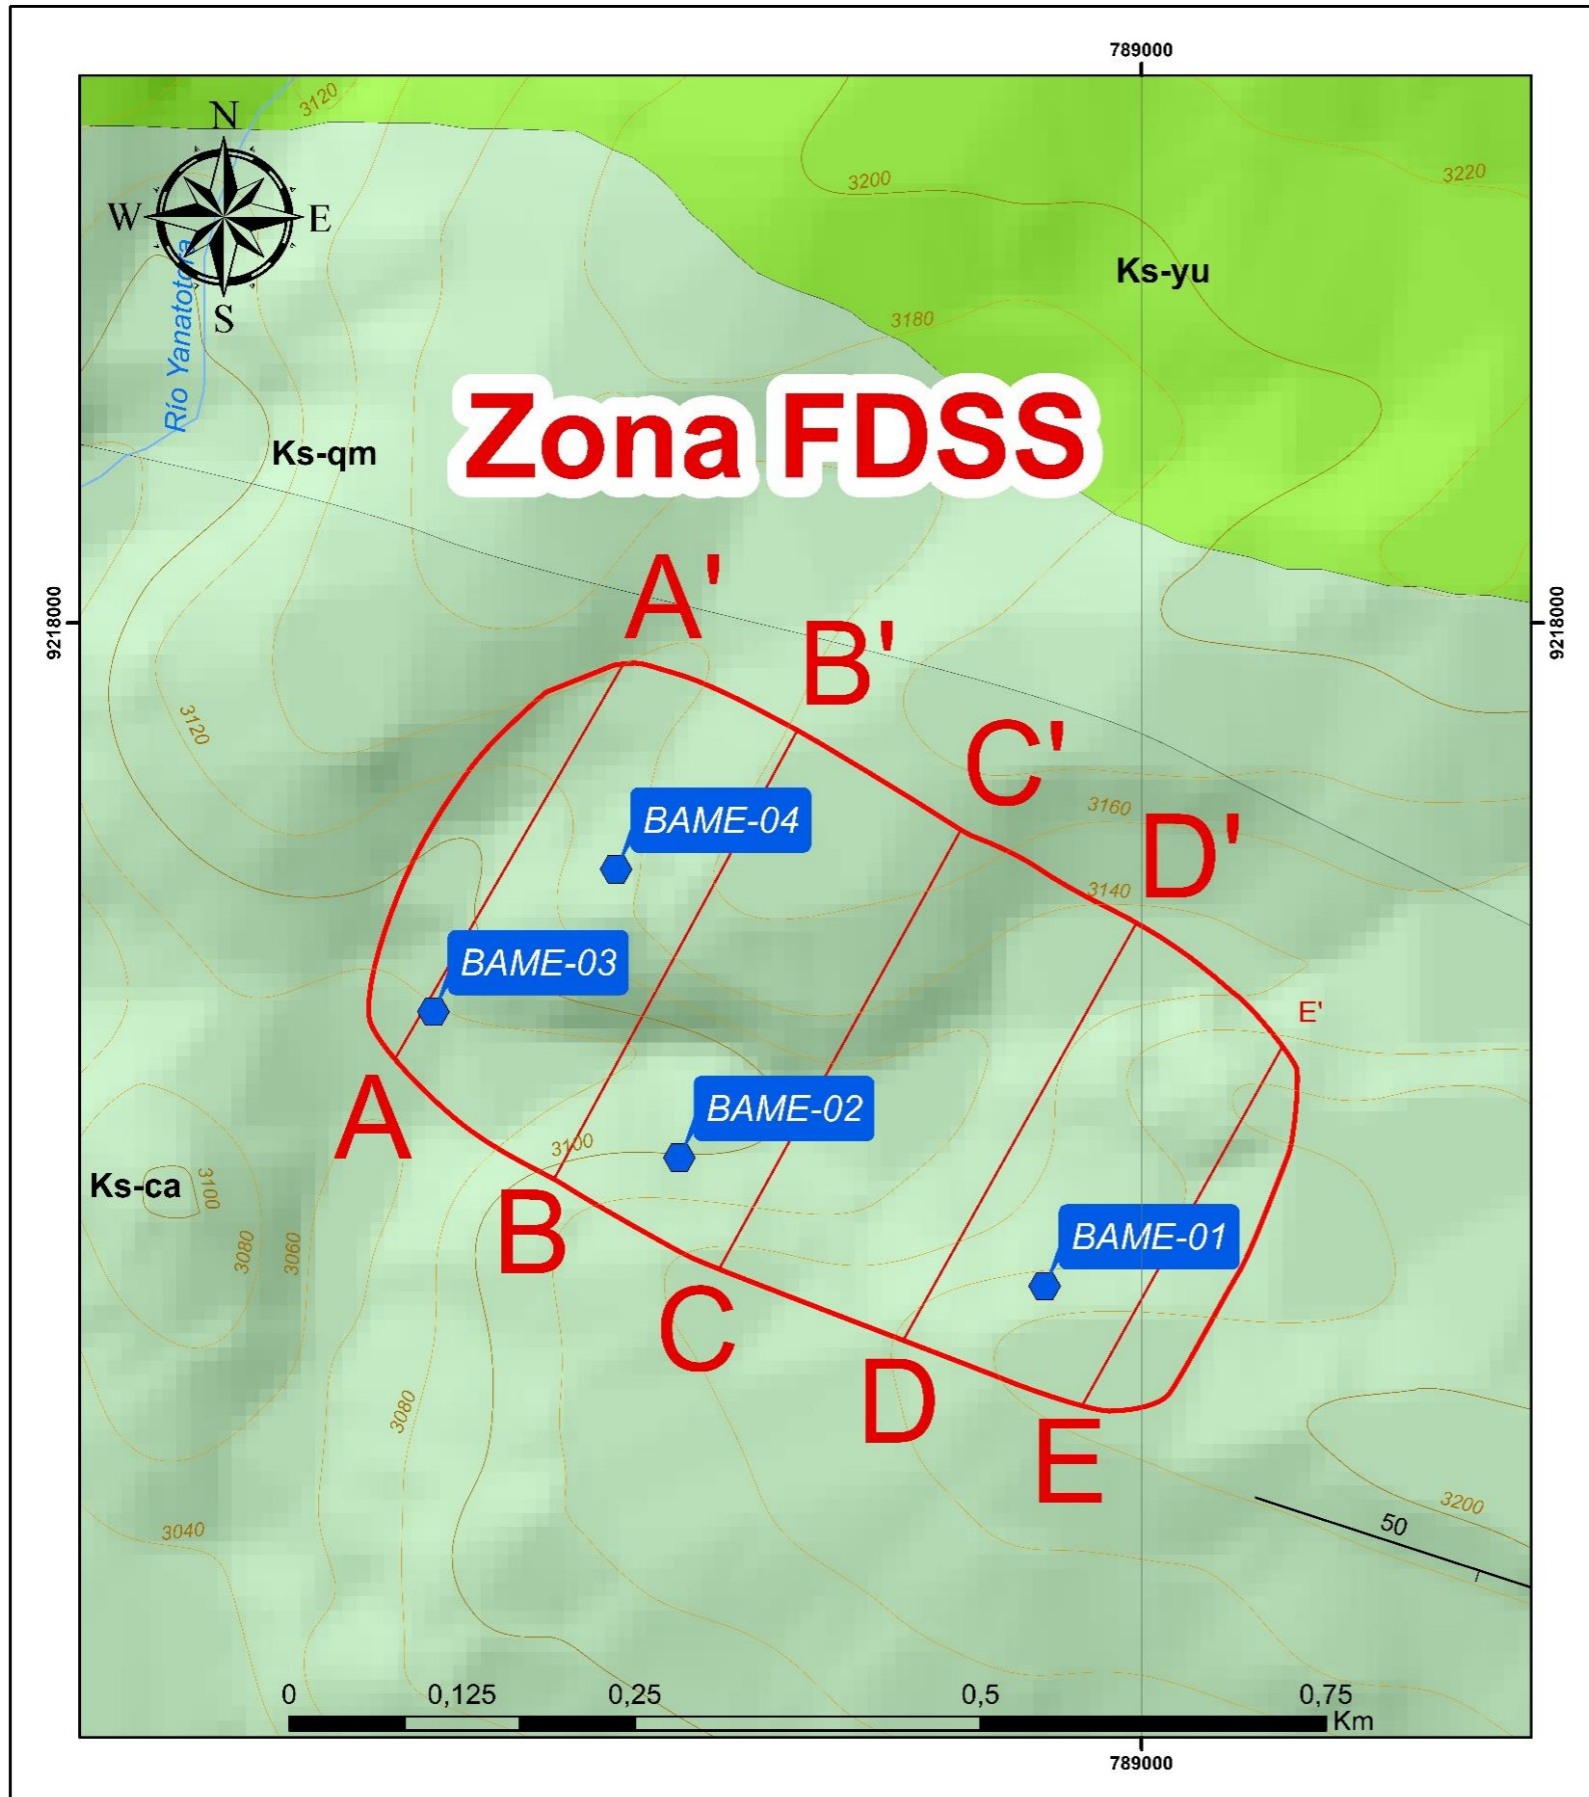 789000
3120
N
3220
3200
W
E
Ks-yu
S
3180
Río Yanatotora
Zona FDSS
Ks-qm
A'
9218000
9218000
B'
3120
C'
3160
BAME-04
D'
3140
BAME-03
E'
A
BAME-02
3100
Ks-ca
3100
B
BAME-01
3080
3060
C
D
3080
E
3200
50
3040
0
0,125
0,25
0,5
0,75
Km
789000